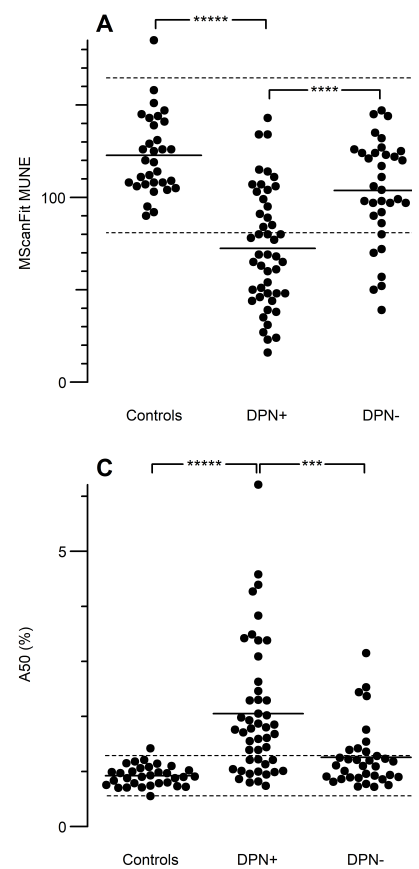 A
*****
****
MScanFit MUNE
100
0
Controls DPN+ DPN-
C
***** ***
A50 (%)
5
0
Controls DPN+ DPN-